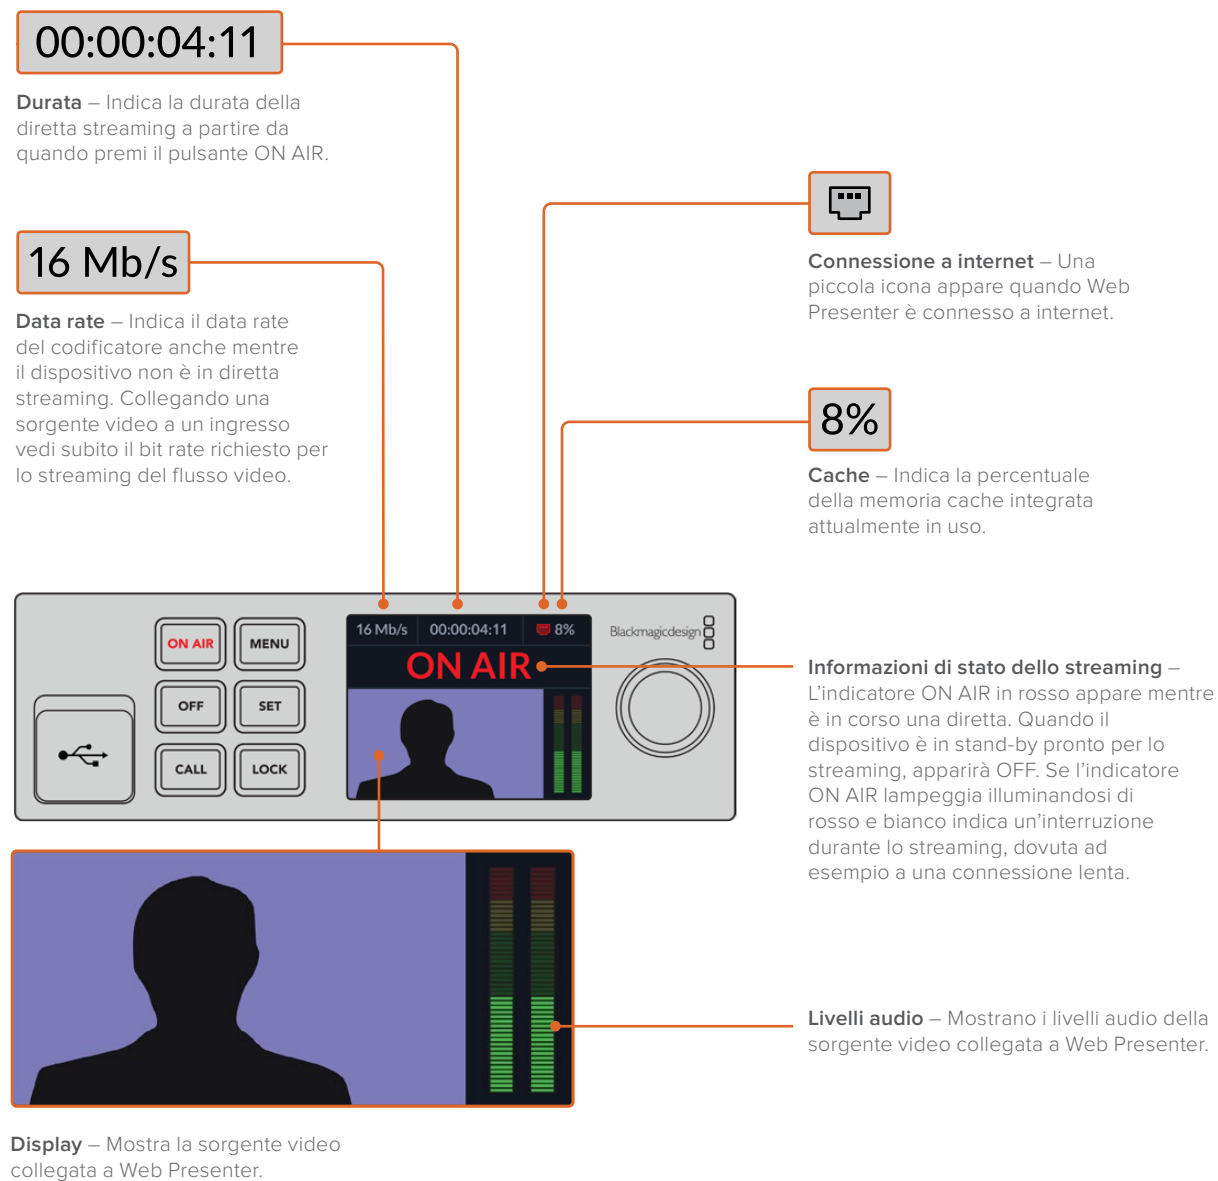 00:00:04:11
Durata – Indica la durata della
diretta streaming a partire da
quando premi il pulsante ON AIR.
16 Mb/s
Data rate – Indica il data rate
del codificatore anche mentre
il dispositivo non è in diretta
streaming. Collegando una
sorgente video a un ingresso
vedi subito il bit rate richiesto per
lo streaming del flusso video.
Connessione a internet – Una
piccola icona appare quando Web
Presenter è connesso a internet.
8%
Cache – Indica la percentuale
della memoria cache integrata
attualmente in uso.
ON AIR
MENU
OFF
SET
CALL
LOCK
16 Mb/s
00:00:04:11
8%
ON AIR
Blackmagicdesign
Informazioni di stato dello streaming –
L’indicatore ON AIR in rosso appare mentre
è in corso una diretta. Quando il
dispositivo è in stand-by pronto per lo
streaming, apparirà OFF. Se l’indicatore
ON AIR lampeggia illuminandosi di
rosso e bianco indica un’interruzione
durante lo streaming, dovuta ad
esempio a una connessione lenta.
Livelli audio – Mostrano i livelli audio della
sorgente video collegata a Web Presenter.
Display – Mostra la sorgente video
collegata a Web Presenter.